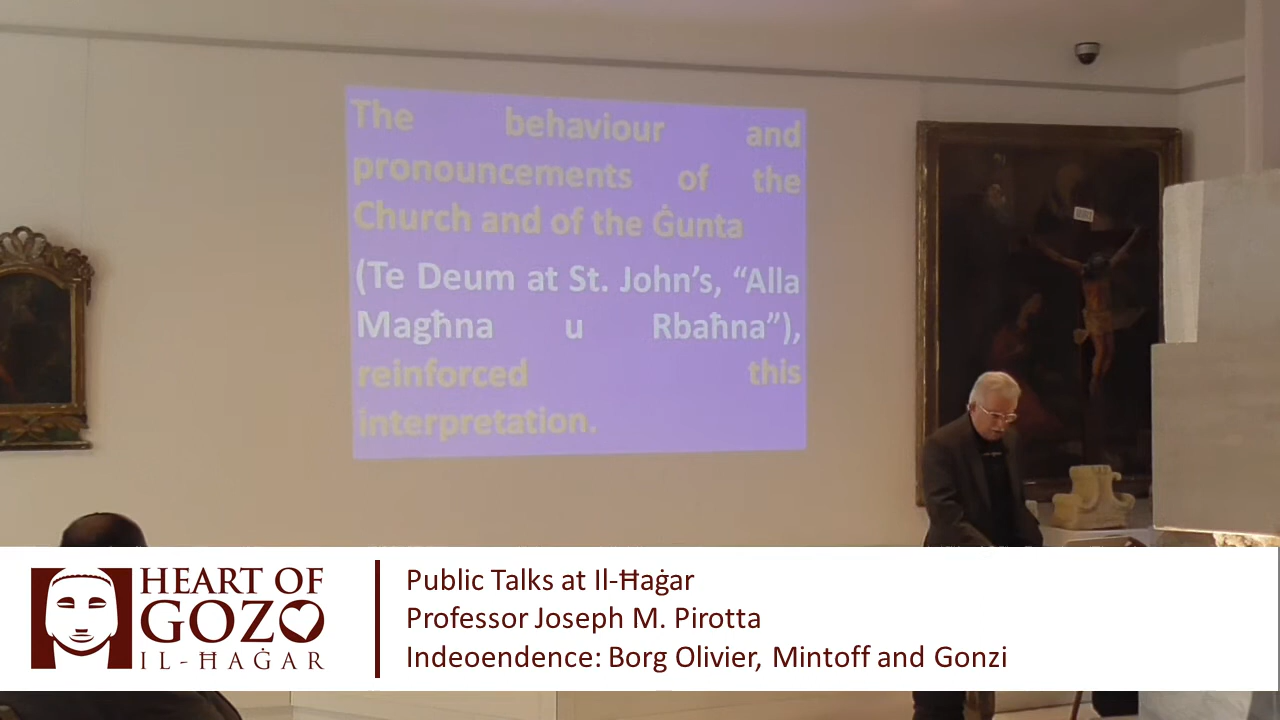 The behaviour and
pronouncements of the
Church and of the Ġunta
(Te Deum at St. John's, “Alla
Magħna u Rbaħna”),
reinforced this
interpretation.
HEART OF
GOZO
IL-ĦAĠAR
Public Talks at Il-Ħaġar
Professor Joseph M. Pirotta
Indeoendence: Borg Olivier, Mintoff and Gonzi